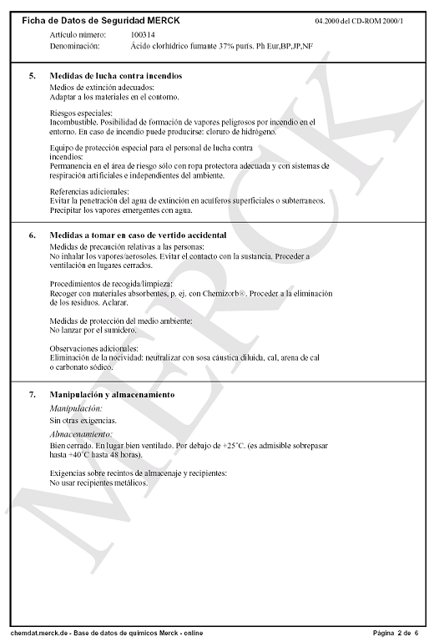 Ficha de Datos de Seguridad MERCK 04.2000 del CD-ROM 2000/1
Artículo número: 100314
Denominación: Ácido clorhídrico fumante 37% puris. Ph Eur,BP,JP,NF
5. Medidas de lucha contra incendios
Medios de extinción adecuados:
Adaptar a los materiales en el contorno.
Riesgos especiales:
Incombustible. Posibilidad de formación de vapores peligrosos por incendio en el
entorno. En caso de incendio puede producirse: cloruro de hidrógeno.
Equipo de protección especial para el personal de lucha contra
incendios:
Permanencia en el área de riesgo sólo con ropa protectora adecuada y con sistemas de
respiración artificiales e independientes del ambiente.
Referencias adicionales:
Evitar la penetración del agua de extinción en acuíferos superficiales o subterraneos.
Precipitar los vapores emergentes con agua.
6. Medidas a tomar en caso de vertido accidental
Medidas de precaución relativas a las personas:
No inhalar los vapores/aerosoles. Evitar el contacto con la sustancia. Proceder a
ventilación en lugares cerrados.
Procedimientos de recogida/limpieza:
Recoger con materiales absorbentes, p. ej. con Chemizorb®. Proceder a la eliminación
de los residuos. Aclarar.
Medidas de protección del medio ambiente:
No lanzar por el sumidero.
Observaciones adicionales:
Eliminación de la nocividad: neutralizar con sosa cáustica diluida, cal, arena de cal
o carbonato sódico.
7. Manipulación y almacenamiento
Manipulación:
Sin otras exigencias.
Almacenamiento:
Bien cerrado. En lugar bien ventilado. Por debajo de +25°C. (es admisible sobrepasar
hasta +40°C hasta 48 horas).
Exigencias sobre recintos de almacenaje y recipientes:
No usar recipientes metálicos.
MERCK
chemdat.merck.de - Base de datos de químicos Merck - online Página 2 de 6